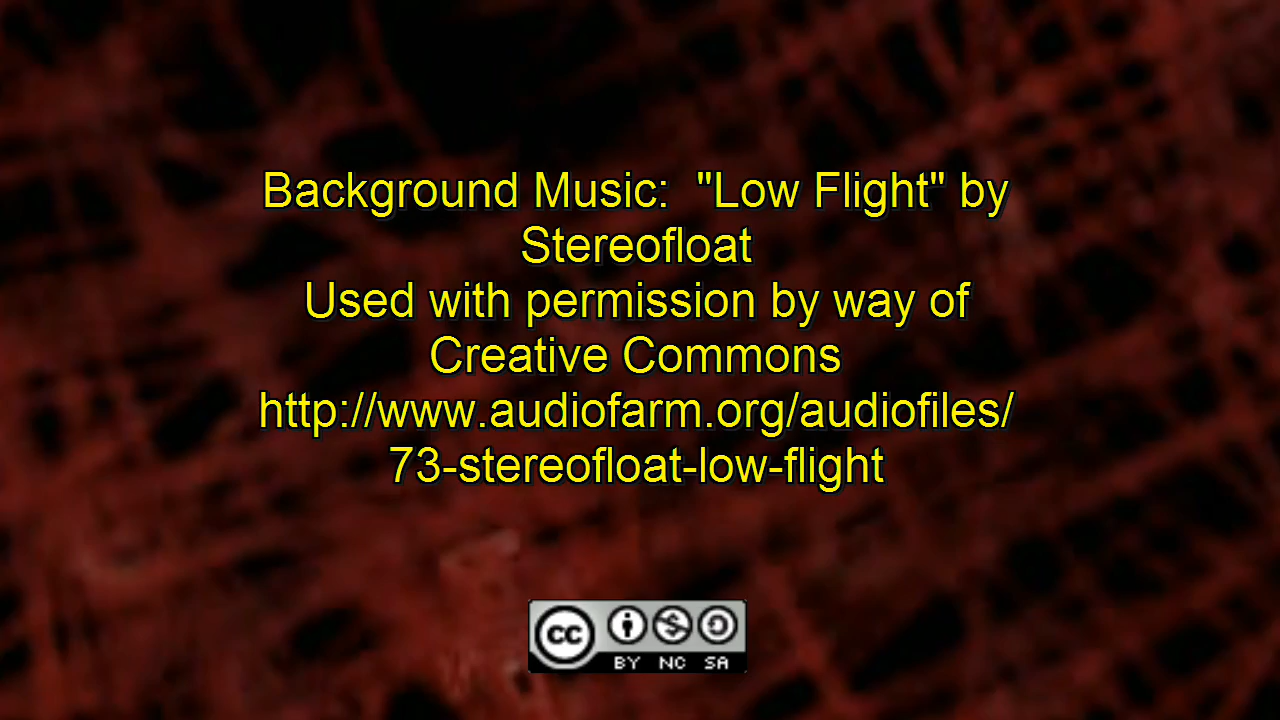 Background Music:  "Low Flight" by
Stereofloat
Used with permission by way of
Creative Commons
http://www.audiofarm.org/audiofiles/
73-stereofloat-low-flight
cc
BY NC SA